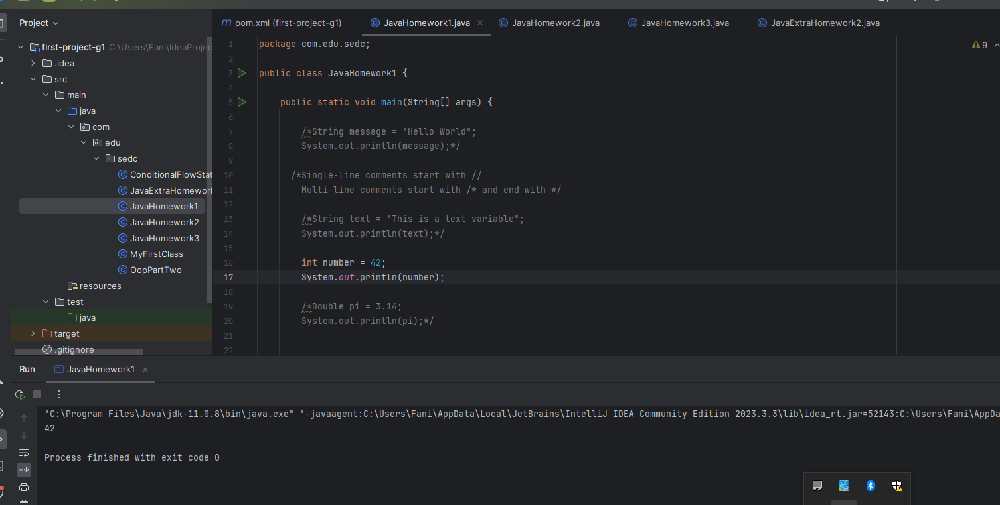 Project
first-project-g1 C:\Users\Fani\IdeaProjec
.idea
src
main
java
com
edu
sedc
ConditionalFlowStat
JavaExtraHomework
JavaHomework1
JavaHomework2
JavaHomework3
MyFirstClass
OopPartTwo
resources
test
java
target
.gitignore
m pom.xml (first-project-g1)
JavaHomework1.java
JavaHomework2.java
JavaHomework3.java
JavaExtraHomework2.java
9
1 package com.edu.sedc;
2
3 public class JavaHomework1 {
4
5 public static void main(String[] args) {
6
7 /*String message = "Hello World";
8 System.out.println(message);*/
9
10 /*Single-line comments start with //
11 Multi-line comments start with /* and end with */
12
13 /*String text = "This is a text variable";
14 System.out.println(text);*/
15
16 int number = 42;
17 System.out.println(number);
18
19 /*Double pi = 3.14;
20 System.out.println(pi);*/
21
22
Run
JavaHomework1
"C:\Program Files\Java\jdk-11.0.8\bin\java.exe" "-javaagent:C:\Users\Fani\AppData\Local\JetBrains\IntelliJ IDEA Community Edition 2023.3.3\lib\idea_rt.jar=52143:C:\Users\Fani\AppDa
42
Process finished with exit code 0